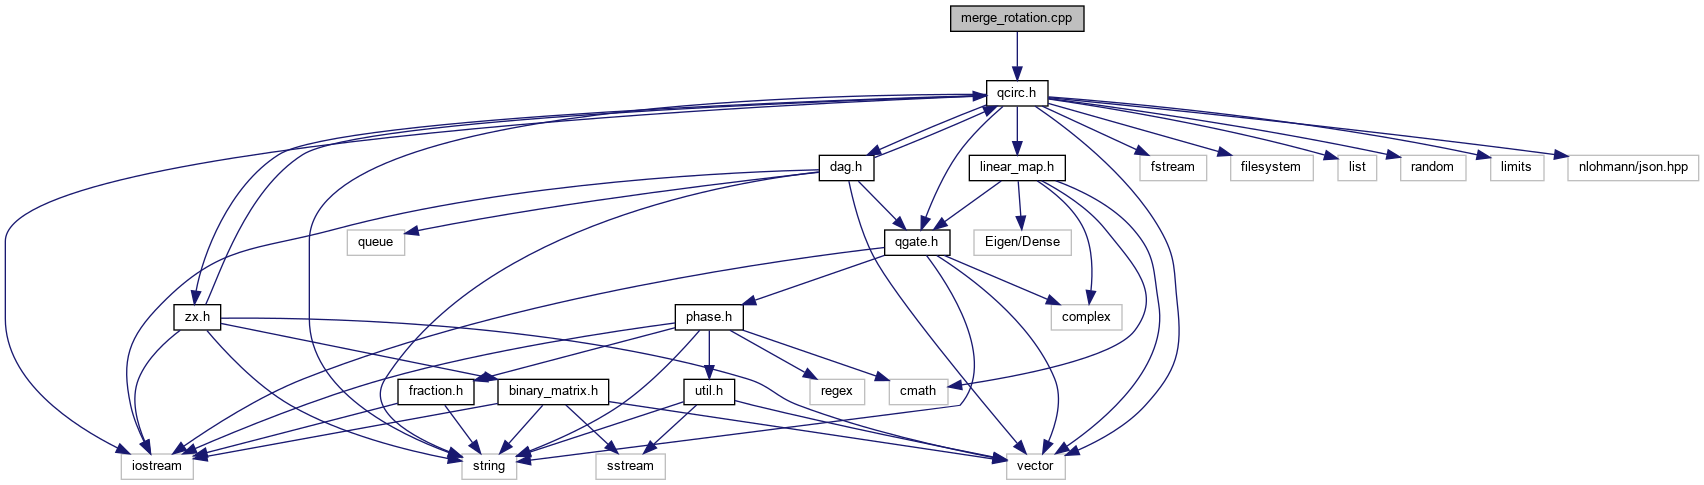 merge_rotation.cpp
qcirc.h
dag.h
linear_map.h
fstream
filesystem
list
random
limits
nlohmann/json.hpp
queue
qgate.h
Eigen/Dense
zx.h
phase.h
complex
fraction.h
binary_matrix.h
util.h
regex
cmath
iostream
string
sstream
vector